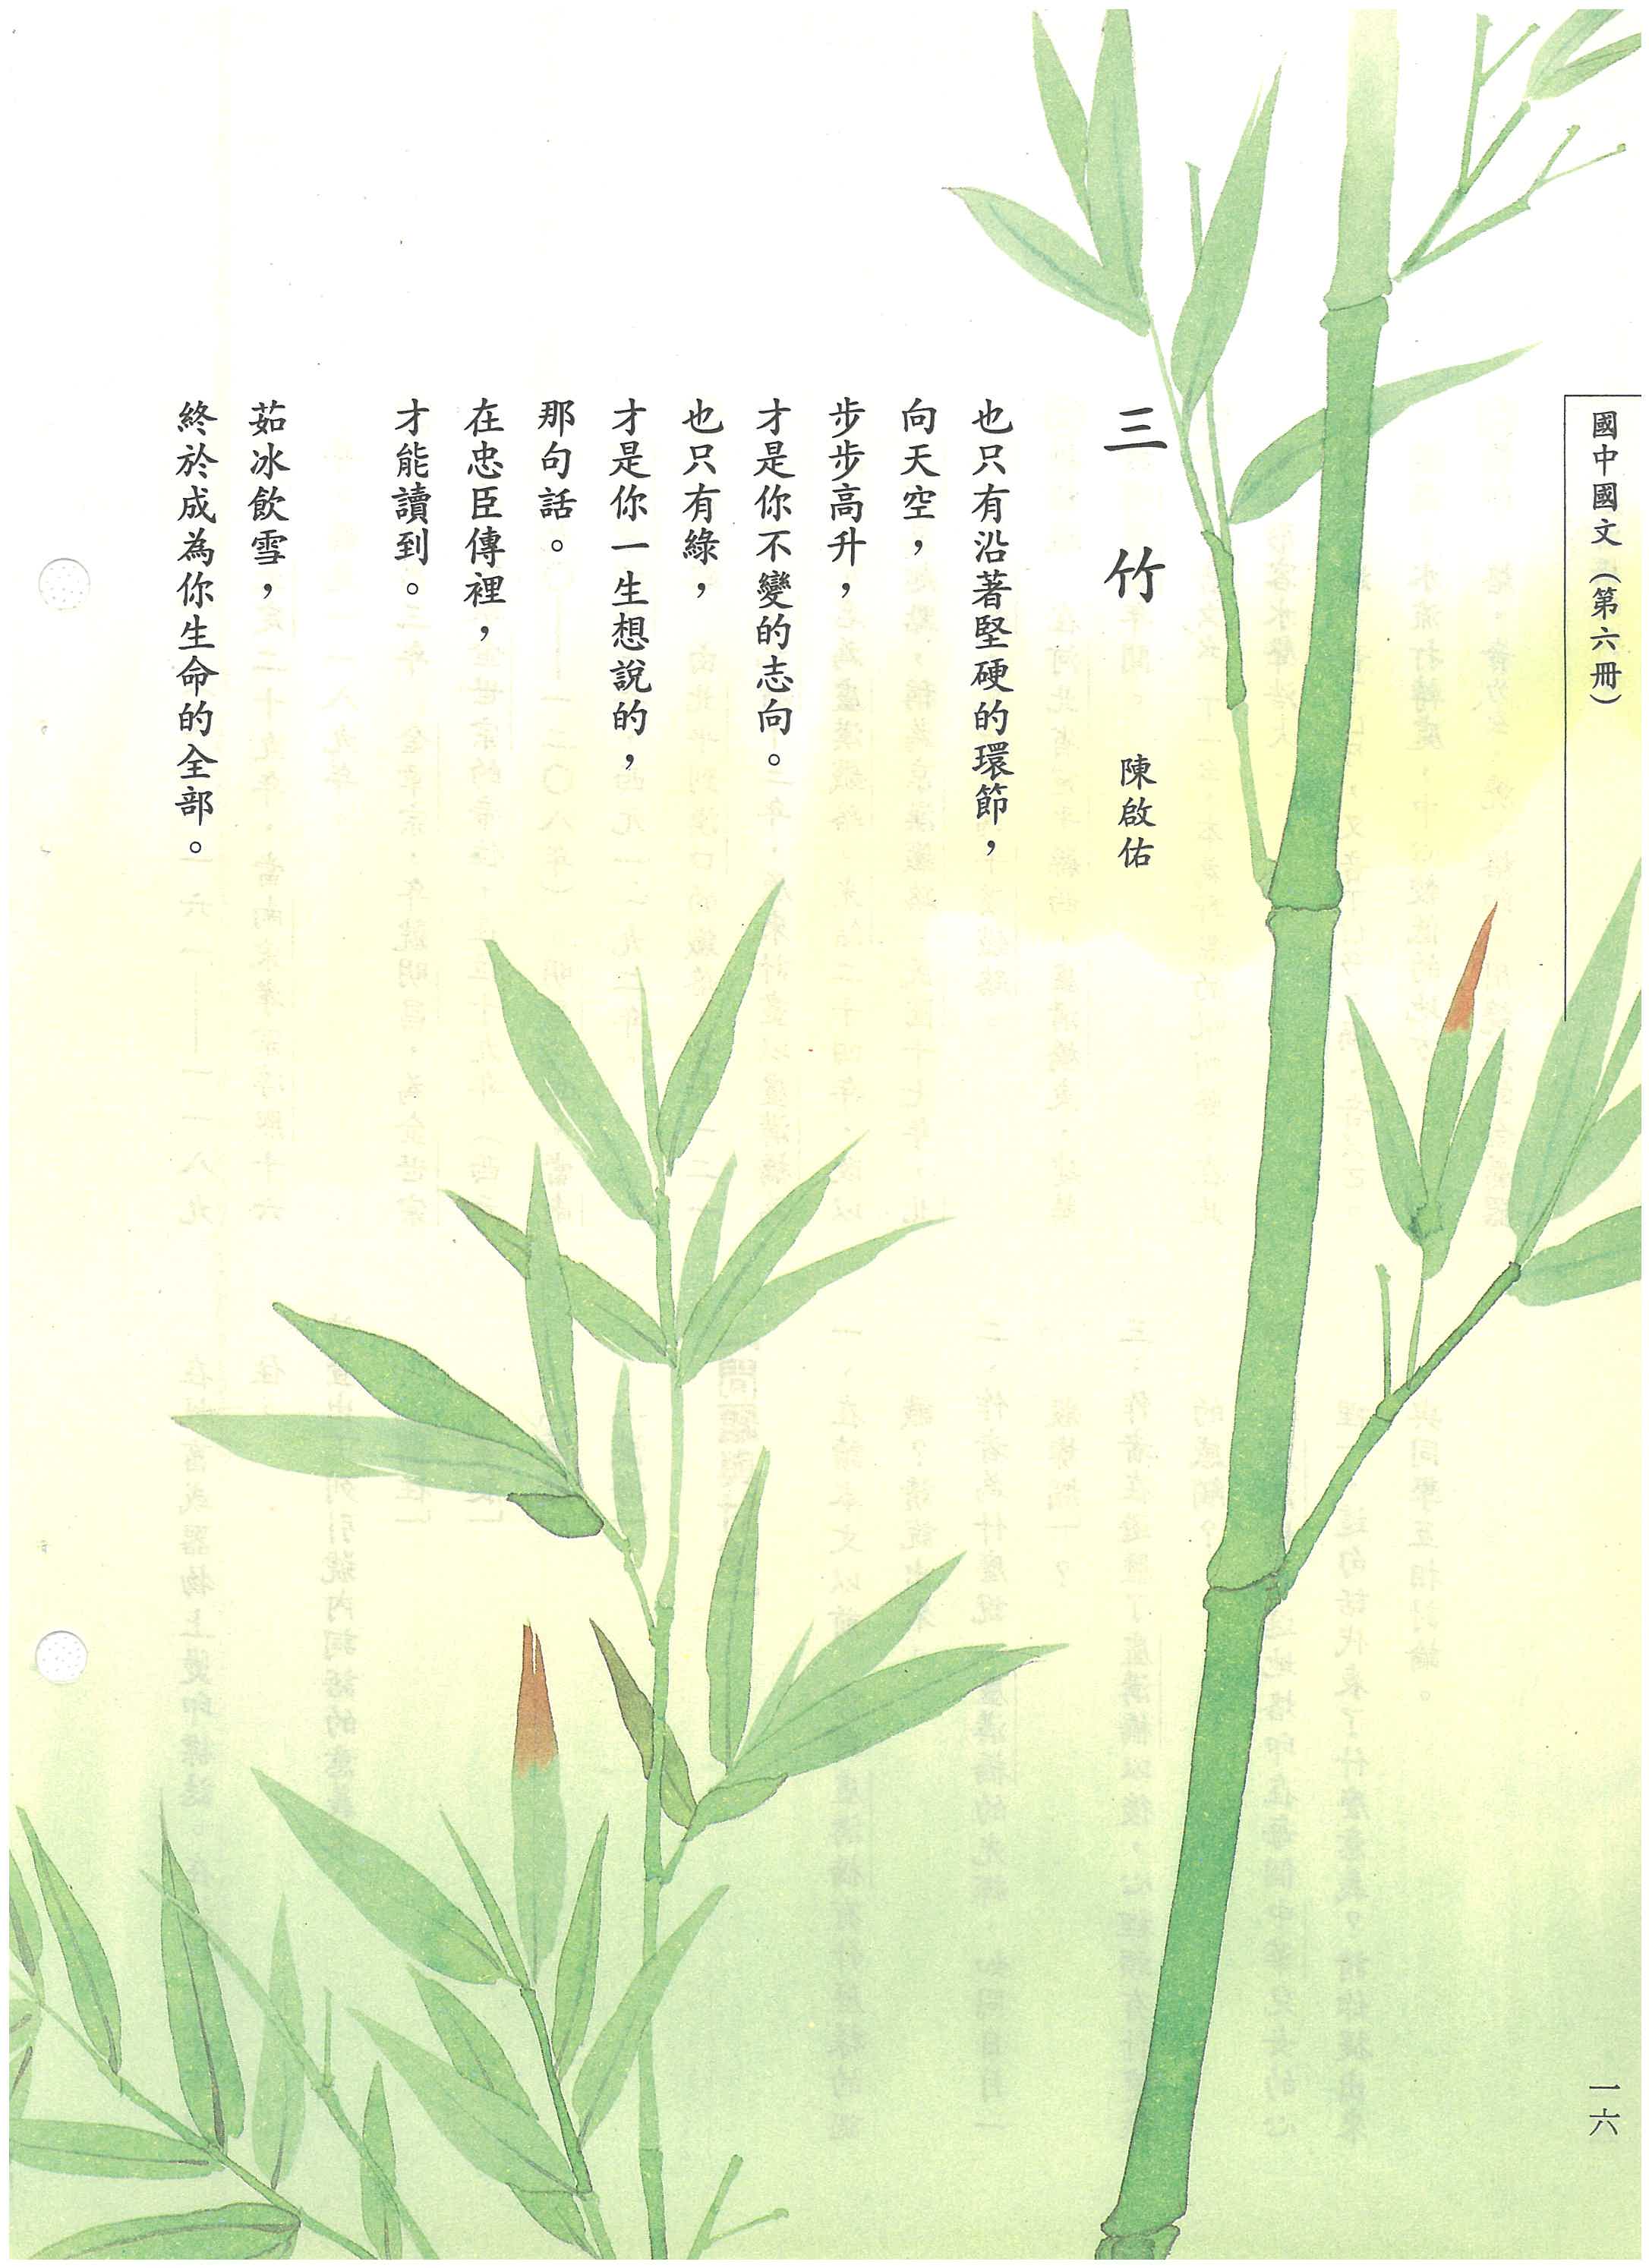 國中國文(第六冊)
三 竹 陳啟佑
也只有沿著堅硬的環節，
向天空，
步步高升，
才是你不變的志向。
也只有綠，
才是你一生想說的，
那句話。
在忠臣傳裡，
才能讀到。
茹冰飲雪，
終於成為你生命的全部。
一六